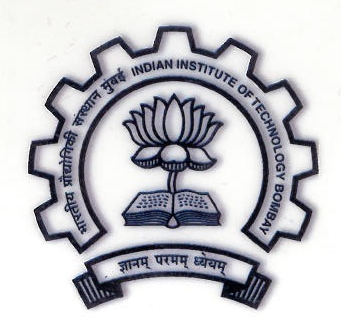 भारतीय प्रौद्योगिकी संस्थान मुंबई INDIAN INSTITUTE OF TECHNOLOGY BOMBAY
ज्ञानम् परमम् ध्येयम्